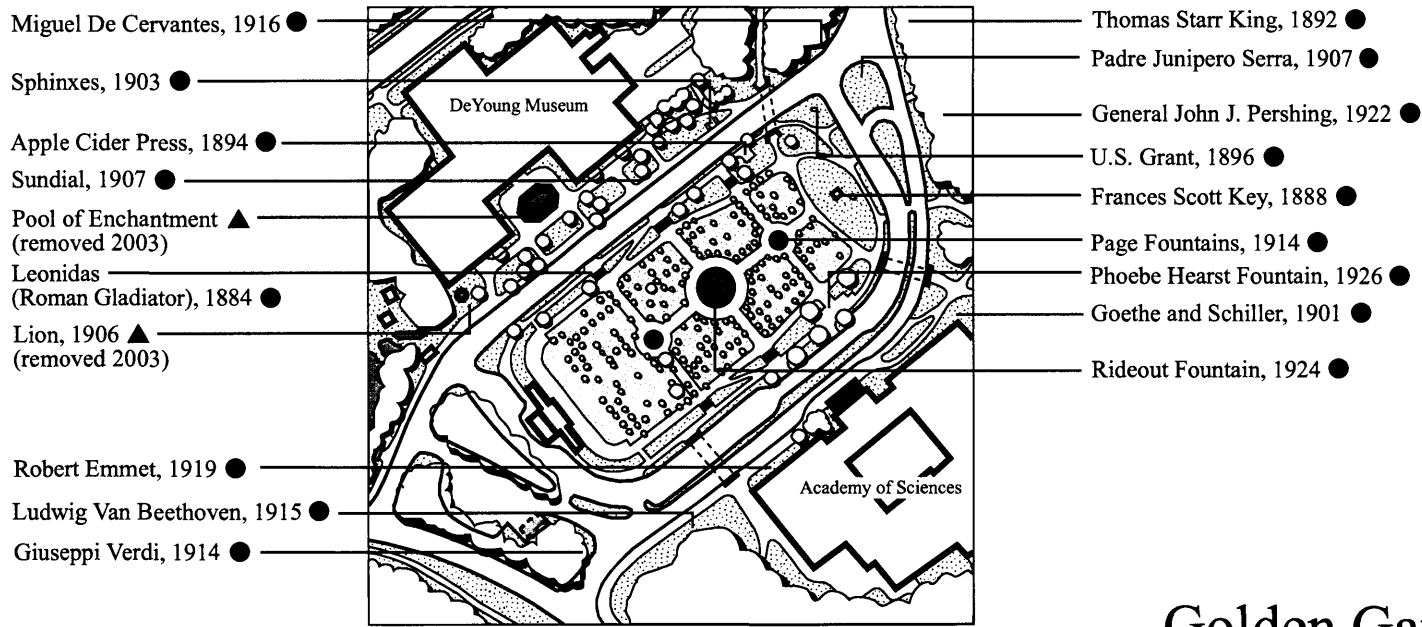 Miguel De Cervantes, 1916 ●
Sphinxes, 1903 ●
Apple Cider Press, 1894 ●
Sundial, 1907 ●
Pool of Enchantment ▲
(removed 2003)
Leonidas
(Roman Gladiator), 1884 ●
Lion, 1906 ▲
(removed 2003)
Robert Emmet, 1919 ●
Ludwig Van Beethoven, 1915 ●
Giuseppi Verdi, 1914 ●
DeYoung Museum
Academy of Sciences
Thomas Starr King, 1892 ●
Padre Junipero Serra, 1907 ●
General John J. Pershing, 1922 ●
U.S. Grant, 1896 ●
Frances Scott Key, 1888 ●
Page Fountains, 1914 ●
Phoebe Hearst Fountain, 1926 ●
Goethe and Schiller, 1901 ●
Rideout Fountain, 1924 ●
Golden